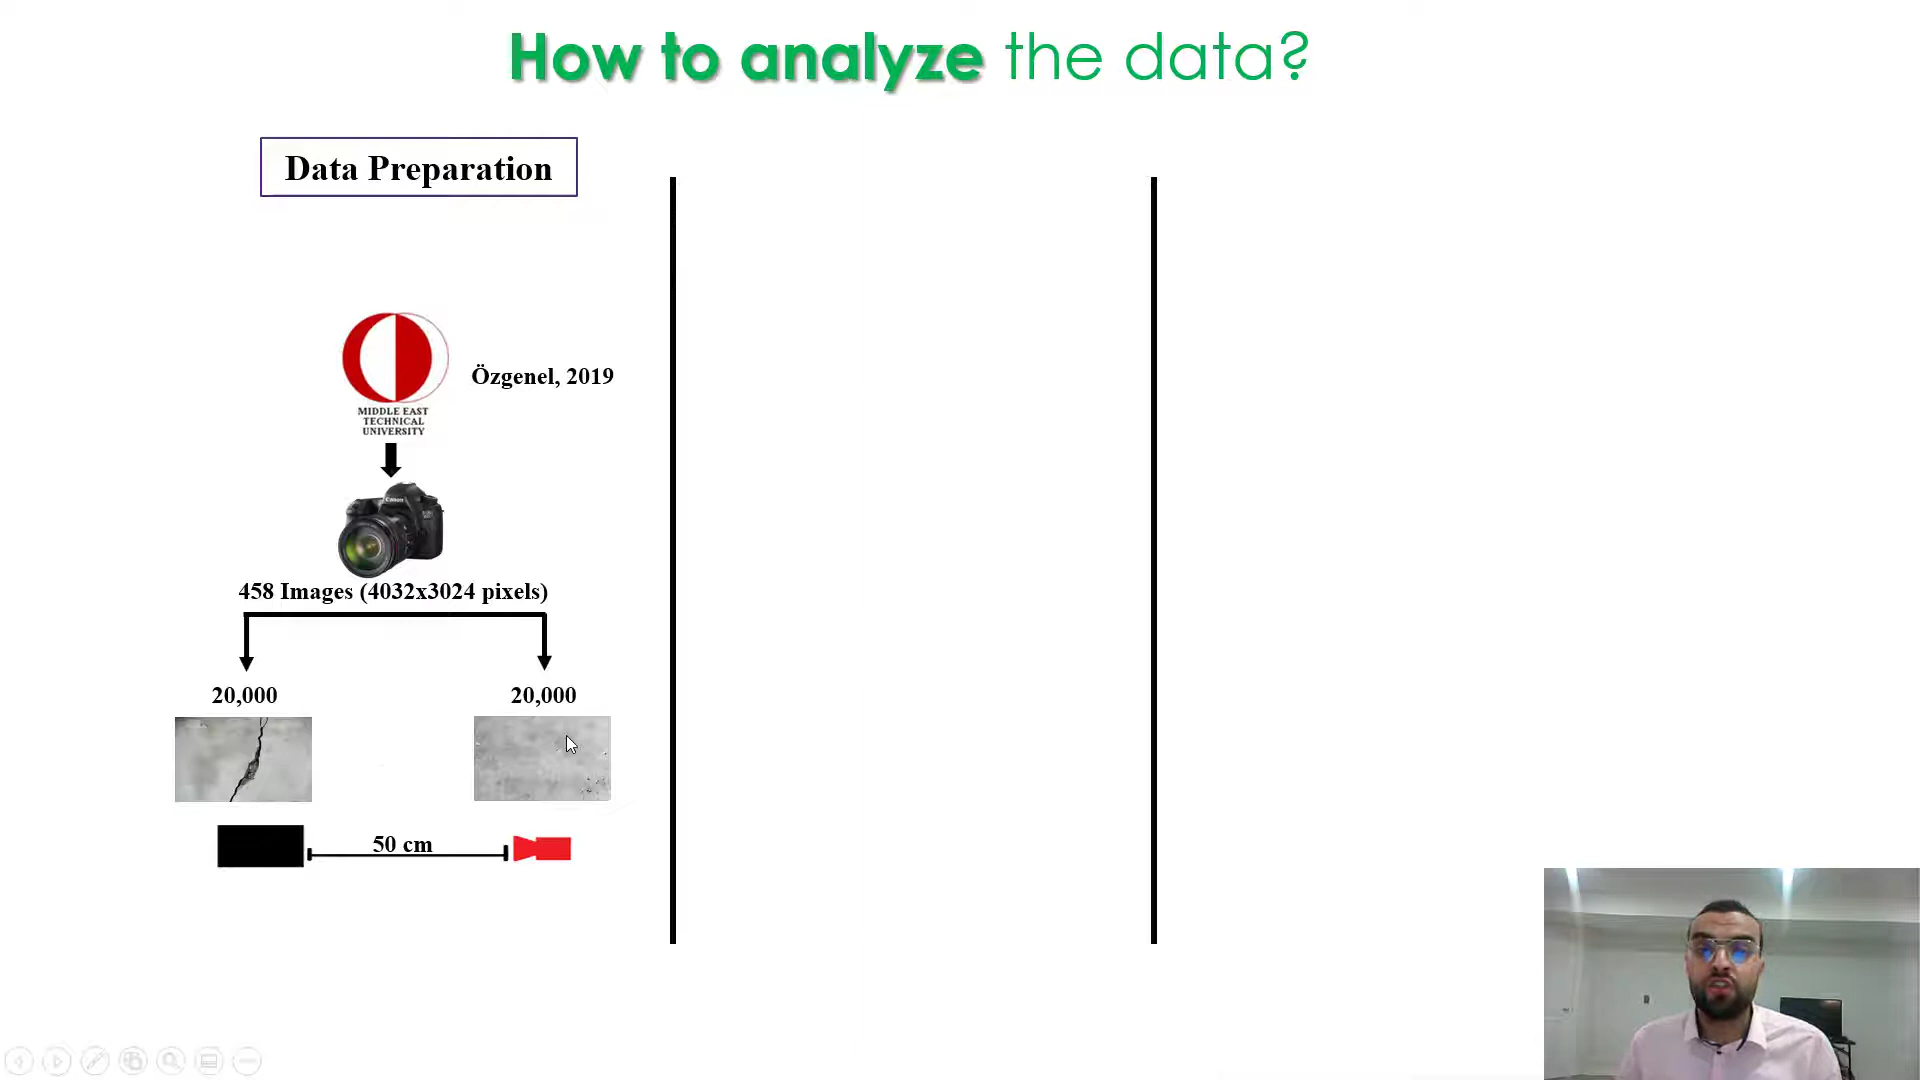 How to analyze the data?
Data Preparation
Özgenel, 2019
MIDDLE EAST
TECHNICAL
UNIVERSITY
Canon
458 Images (4032x3024 pixels)
20,000
20,000
50 cm